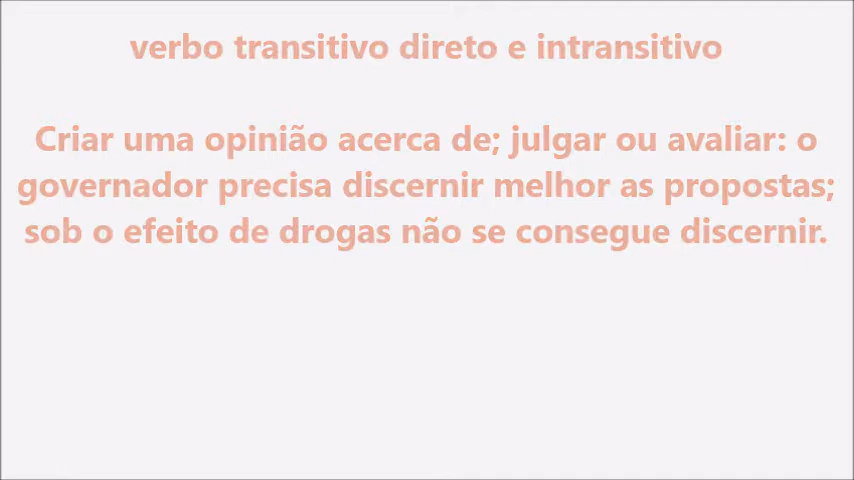 verbo transitivo direto e intransitivo
Criar uma opinião acerca de; julgar ou avaliar: o
governador precisa discernir melhor as propostas;
sob o efeito de drogas não se consegue discernir.